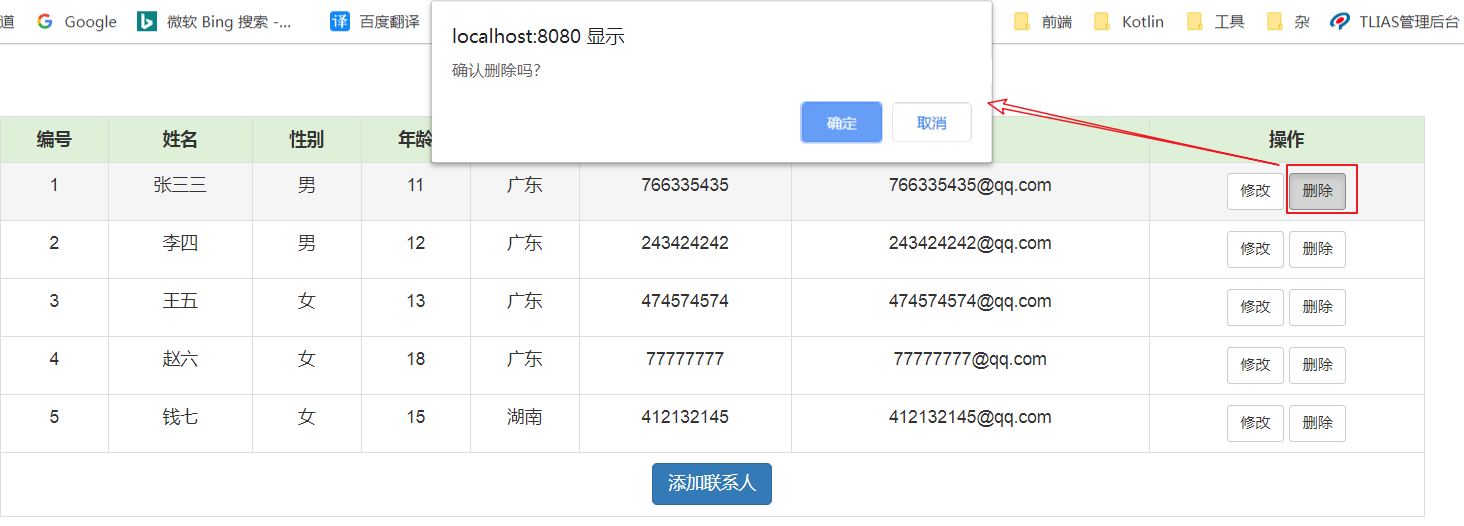 道 Google 微软 Bing 搜索 -... 译 百度翻译 前端 Kotlin 工具 杂 TLIAS管理后台
localhost:8080 显示
确认删除吗?
确定 取消
编号 姓名 性别 年龄 操作
1 张三三 男 11 广东 766335435 766335435@qq.com 修改 删除
2 李四 男 12 广东 243424242 243424242@qq.com 修改 删除
3 王五 女 13 广东 474574574 474574574@qq.com 修改 删除
4 赵六 女 18 广东 77777777 77777777@qq.com 修改 删除
5 钱七 女 15 湖南 412132145 412132145@qq.com 修改 删除
添加联系人